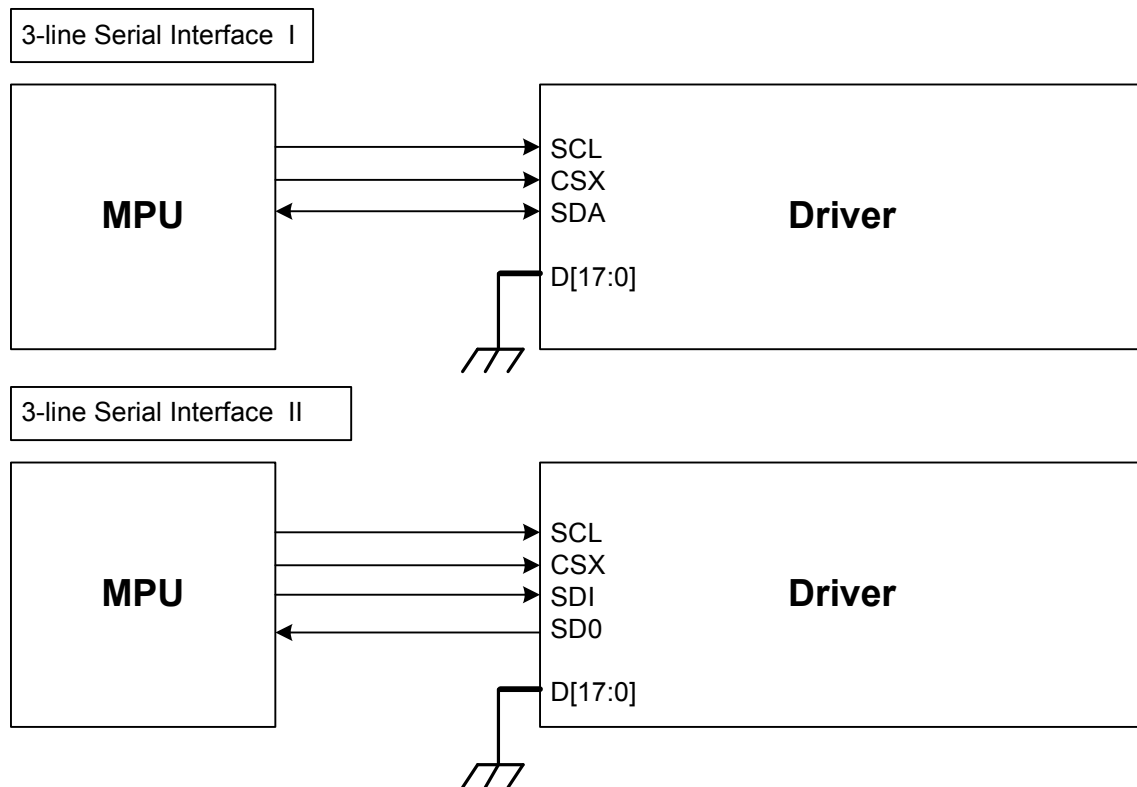 3-line Serial Interface I
MPU
SCL
CSX
SDA
Driver
D[17:0]
3-line Serial Interface II
MPU
SCL
CSX
SDI
SD0
Driver
D[17:0]